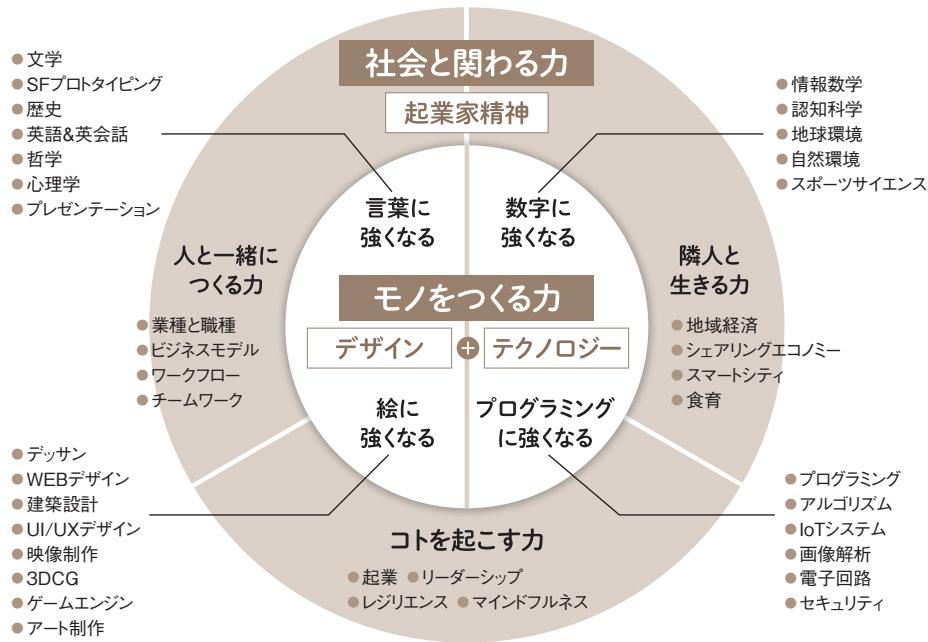 社会と関わる力
起業家精神
● 文学
● SFプロトタイピング
● 歴史
● 英語&英会話
● 哲学
● 心理学
● プレゼンテーション
● 情報数学
● 認知科学
● 地球環境
● 自然環境
● スポーツサイエンス
言葉に
強くなる
数字に
強くなる
人と一緒に
つくる力
● 業種と職種
● ビジネスモデル
● ワークフロー
● チームワーク
モノをつくる力
デザイン + テクノロジー
隣人と
生きる力
● 地域経済
● シェアリングエコノミー
● スマートシティ
● 食育
絵に
強くなる
プログラミング
に強くなる
● デッサン
● WEBデザイン
● 建築設計
● UI/UXデザイン
● 映像制作
● 3DCG
● ゲームエンジン
● アート制作
コトを起こす力
● 起業 ● リーダーシップ
● レジリエンス ● マインドフルネス
● プログラミング
● アルゴリズム
● IoTシステム
● 画像解析
● 電子回路
● セキュリティ